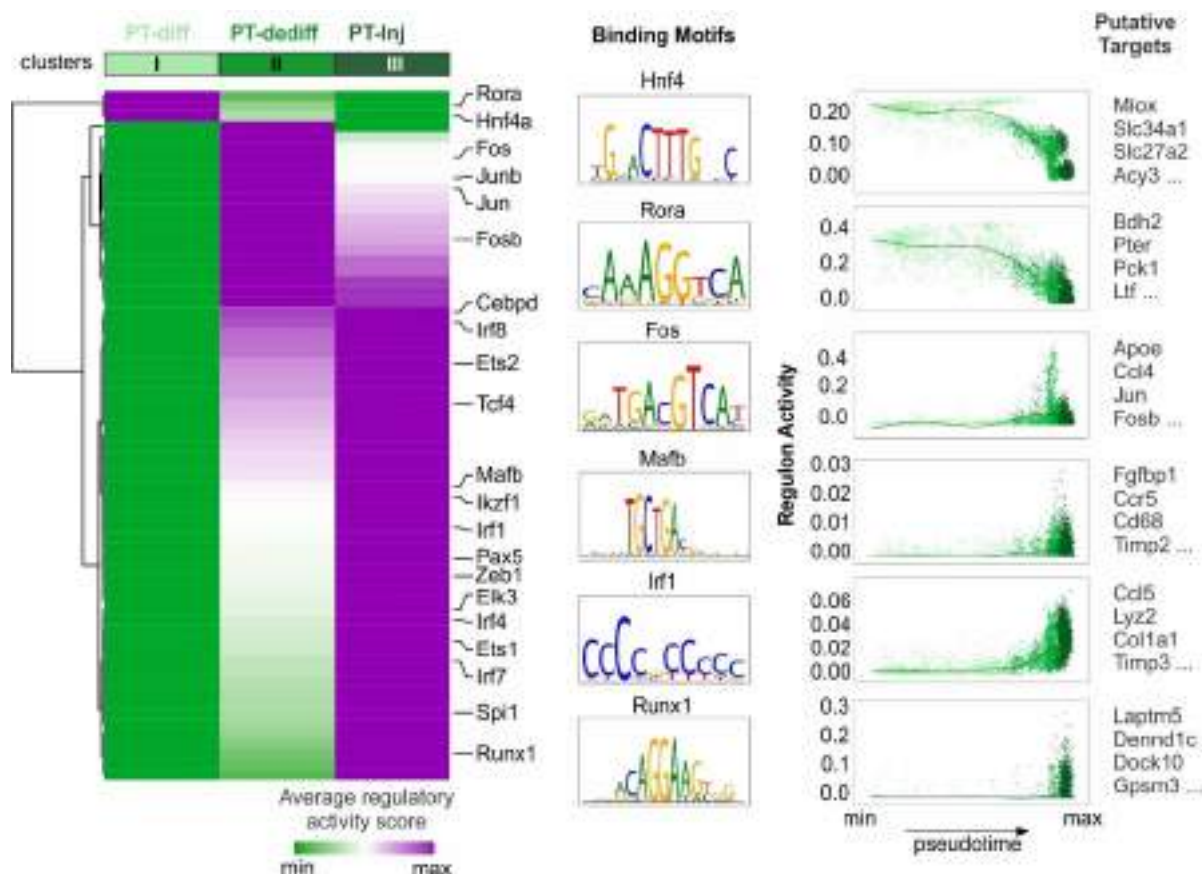 PT-diff PT-dediff PT-Inj
clusters I II III
Rora
Hnf4a
Fos
Junb
Jun
Fosb
Cebpd
Irf8
Ets2
Tcf4
Mafb
Ikzf1
Irf1
Pax5
Zeb1
Elk3
Irf4
Ets1
Irf7
Spi1
Runx1
Average regulatory
activity score
min max
Binding Motifs
Hnf4
Rora
Fos
Mafb
Irf1
Runx1
Regulon Activity
0.20
0.10
0.00
0.4
0.2
0.0
0.4
0.2
0.0
0.03
0.02
0.01
0.00
0.06
0.04
0.02
0.00
0.3
0.2
0.1
0.0
min max
pseudotime
Putative
Targets
Miox
Slc34a1
Slc27a2
Acy3 ...
Bdh2
Pter
Pck1
Ltf ...
Apoe
Ccl4
Jun
Fosb ...
Fgfbp1
Ccr5
Cd68
Timp2 ...
Ccl5
Lyz2
Col1a1
Timp3 ...
Laptm5
Dennd1c
Dock10
Gpsm3 ...